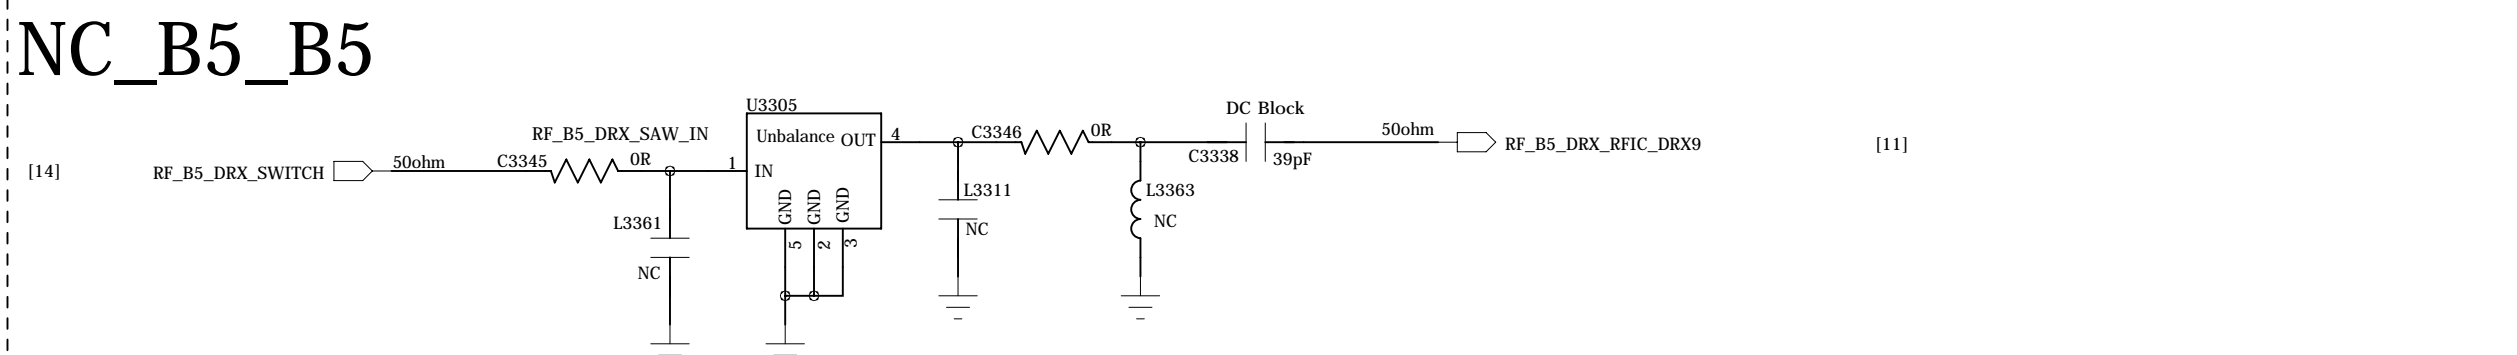 NC_B5_B5
U3305
DC Block
RF_B5_DRX_SAW_IN
Unbalance
OUT
4
C3346
0R
50ohm
RF_B5_DRX_RFIC_DRX9
[11]
[14]
RF_B5_DRX_SWITCH
50ohm
C3345
0R
1
IN
C3338
39pF
GND
GND
GND
L3311
L3363
L3361
NC
NC
5
2
3
NC